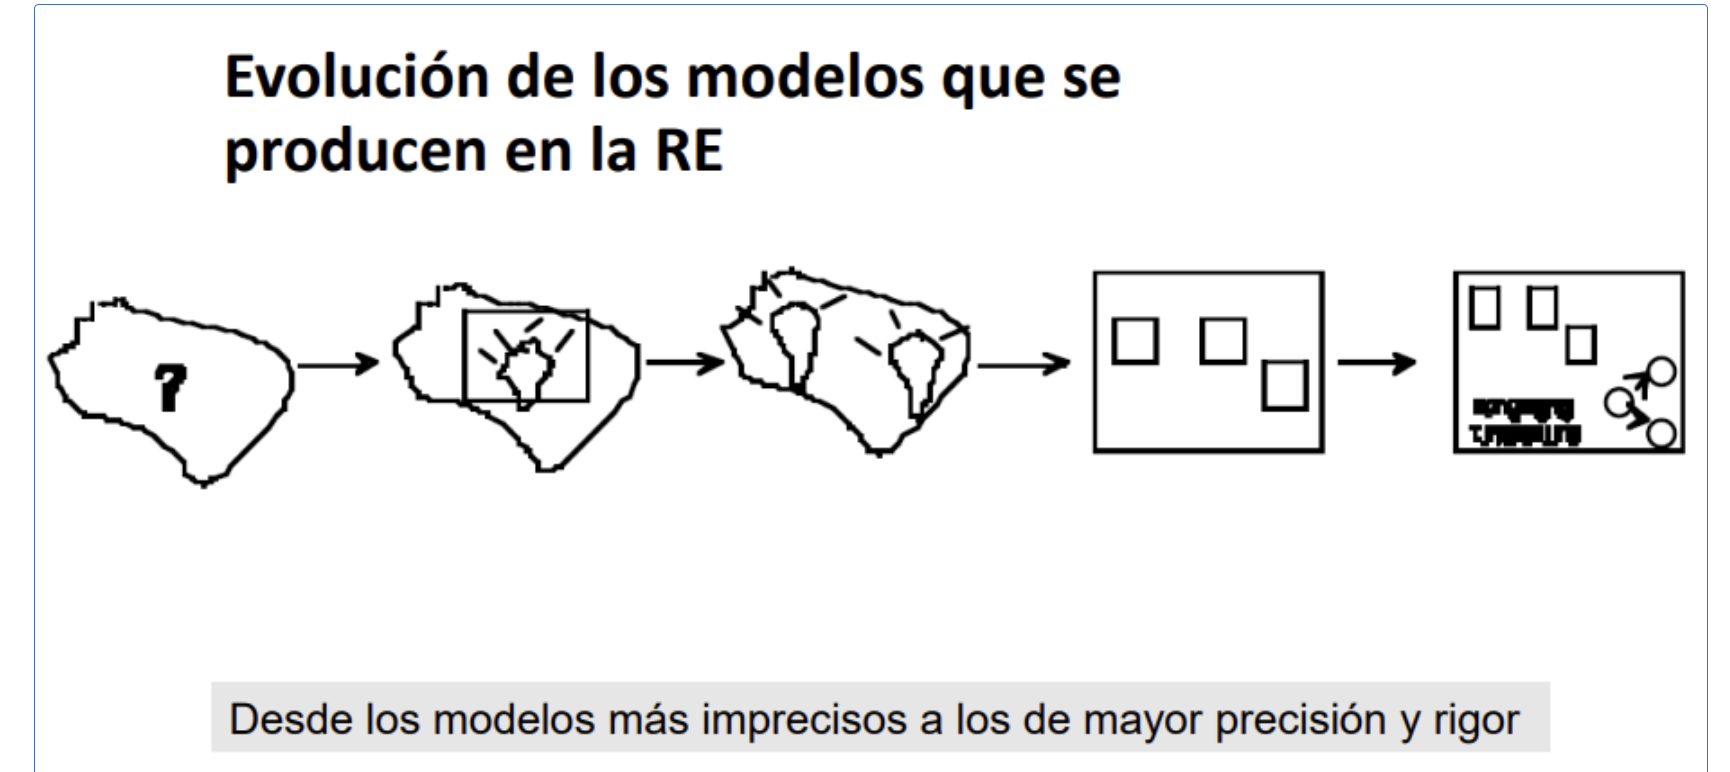 Evolución de los modelos que se
producen en la RE
?
Desde los modelos más imprecisos a los de mayor precisión y rigor